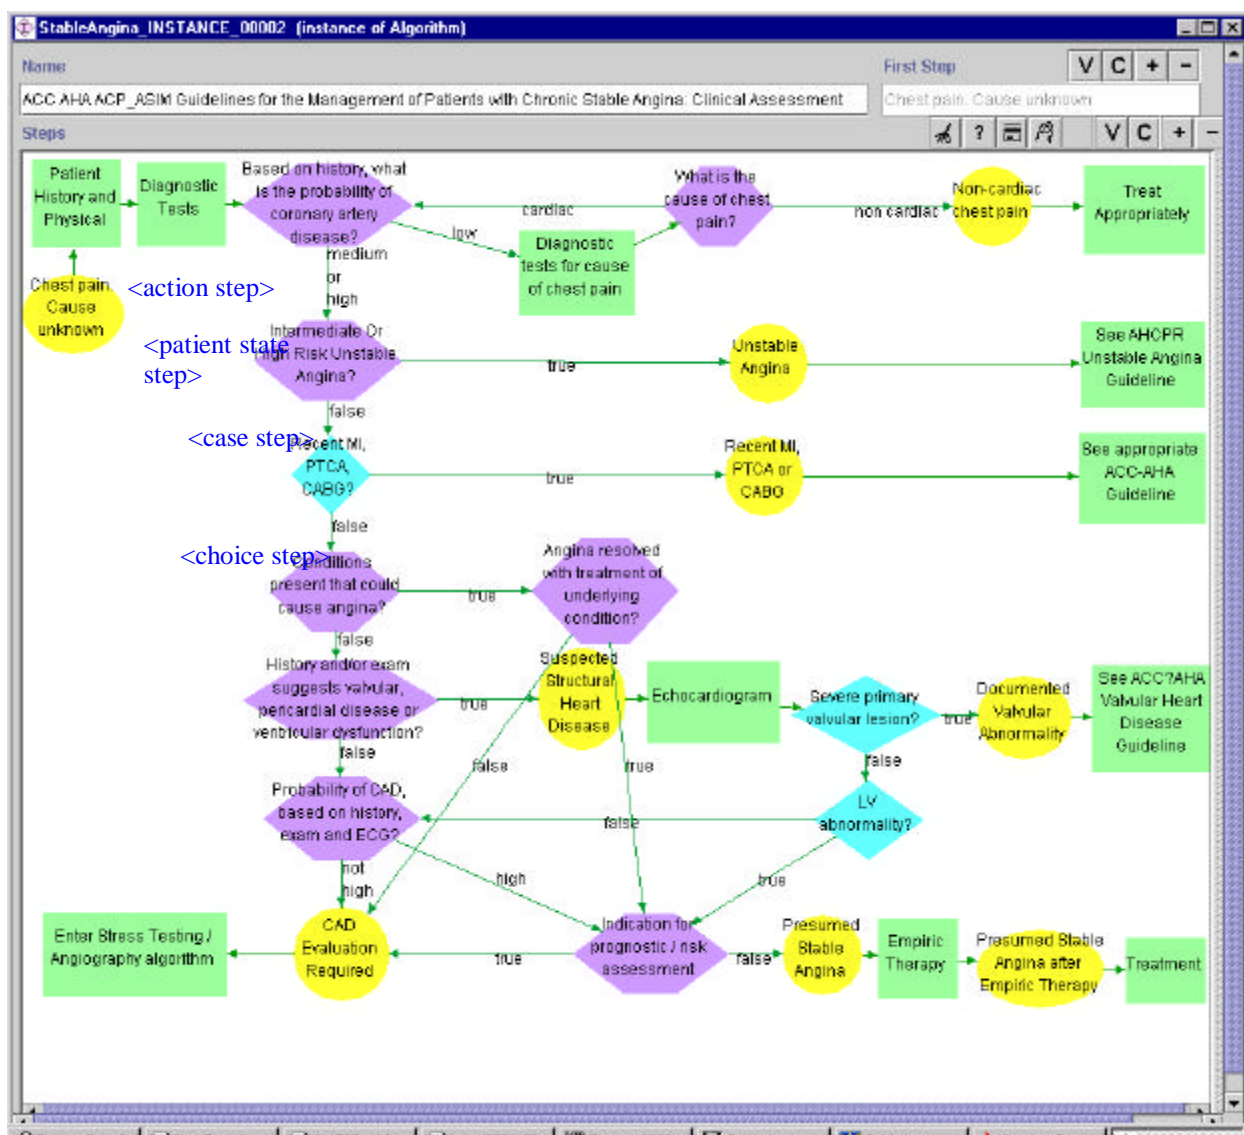 StableAngina_INSTANCE_00002 (instance of Algorithm)
Name
First Step
V C + -
ACC AHA ACP_ASIM Guidelines for the Management of Patients with Chronic Stable Angina: Clinical Assessment
Chest pain. Cause unknown
Steps
? V C + -
Patient
History and
Physical
Diagnostic
Tests
Based on history, what
is the probability of
coronary artery
disease?
cardiac
low
Diagnostic
tests for cause
of chest pain
What is the
cause of chest
pain?
non cardiac
Non-cardiac
chest pain
Treat
Appropriately
medium
or
high
Chest pain.
Cause
unknown
<action step>
<patient state
step>
Intermediate Or
High Risk Unstable
Angina?
true
Unstable
Angina
See AHCPR
Unstable Angina
Guideline
false
<case step>
Recent MI,
PTCA,
CABG?
true
Recent MI,
PTCA or
CABG
See appropriate
ACC-AHA
Guideline
false
<choice step>
Conditions
present that could
cause angina?
true
Angina resolved
with treatment of
underlying
condition?
false
History and/or exam
suggests valvular,
pericardial disease or
ventricular dysfunction?
true
Suspected
Structural
Heart
Disease
Echocardiogram
Severe primary
valvular lesion?
true
Documented
Valvular
Abnormality
See ACC?AHA
Valvular Heart
Disease
Guideline
false
false
true
false
Probability of CAD,
based on history,
exam and ECG?
false
LV
abnormality?
not
high
high
true
Enter Stress Testing /
Angiography algorithm
CAD
Evaluation
Required
true
Indication for
prognostic / risk
assessment
false
Presumed
Stable
Angina
Empiric
Therapy
Presumed Stable
Angina after
Empiric Therapy
Treatment